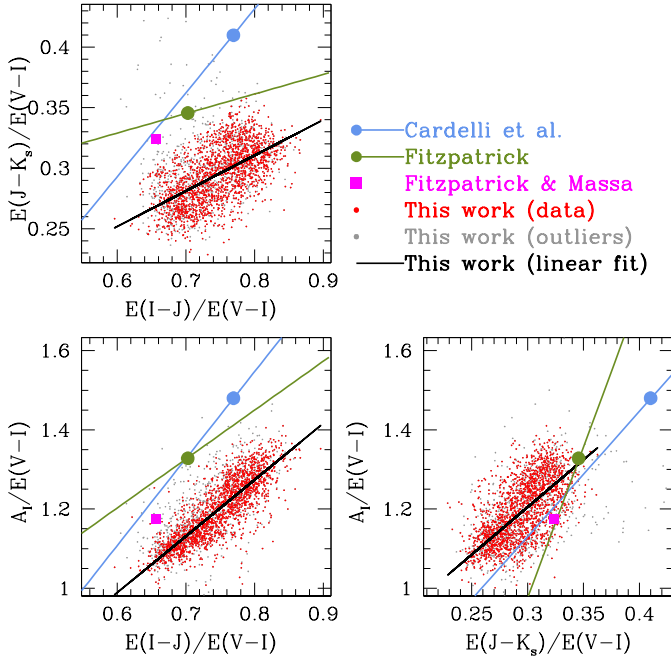 0.4
0.35
0.3
0.25
E(J−Kₛ)/E(V−I)
0.6 0.7 0.8 0.9
E(I−J)/E(V−I)
Cardelli et al.
Fitzpatrick
Fitzpatrick & Massa
This work (data)
This work (outliers)
This work (linear fit)
1.6
1.4
1.2
1
A_I/E(V−I)
0.6 0.7 0.8 0.9
E(I−J)/E(V−I)
1.6
1.4
1.2
1
A_I/E(V−I)
0.25 0.3 0.35 0.4
E(J−Kₛ)/E(V−I)